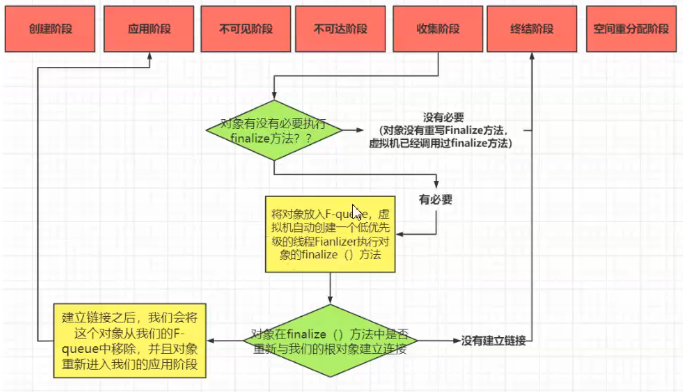 创建阶段
应用阶段
不可见阶段
不可达阶段
收集阶段
终结阶段
空间重分配阶段
对象有没有必要执行
finalize方法？？
没有必要
（对象没有重写Finalize方法，
虚拟机已经调用过finalize方法）
有必要
将对象放入F-queue，虚
拟机自动创建一个低优先
级的线程Fianlizer执行对
象的finalize（）方法
建立链接之后，我们会将
这个对象从我们的F-
queue中移除，并且对象
重新进入我们的应用阶段
对象在finalize（）方法中是否
重新与我们的根对象建立连接
没有建立链接